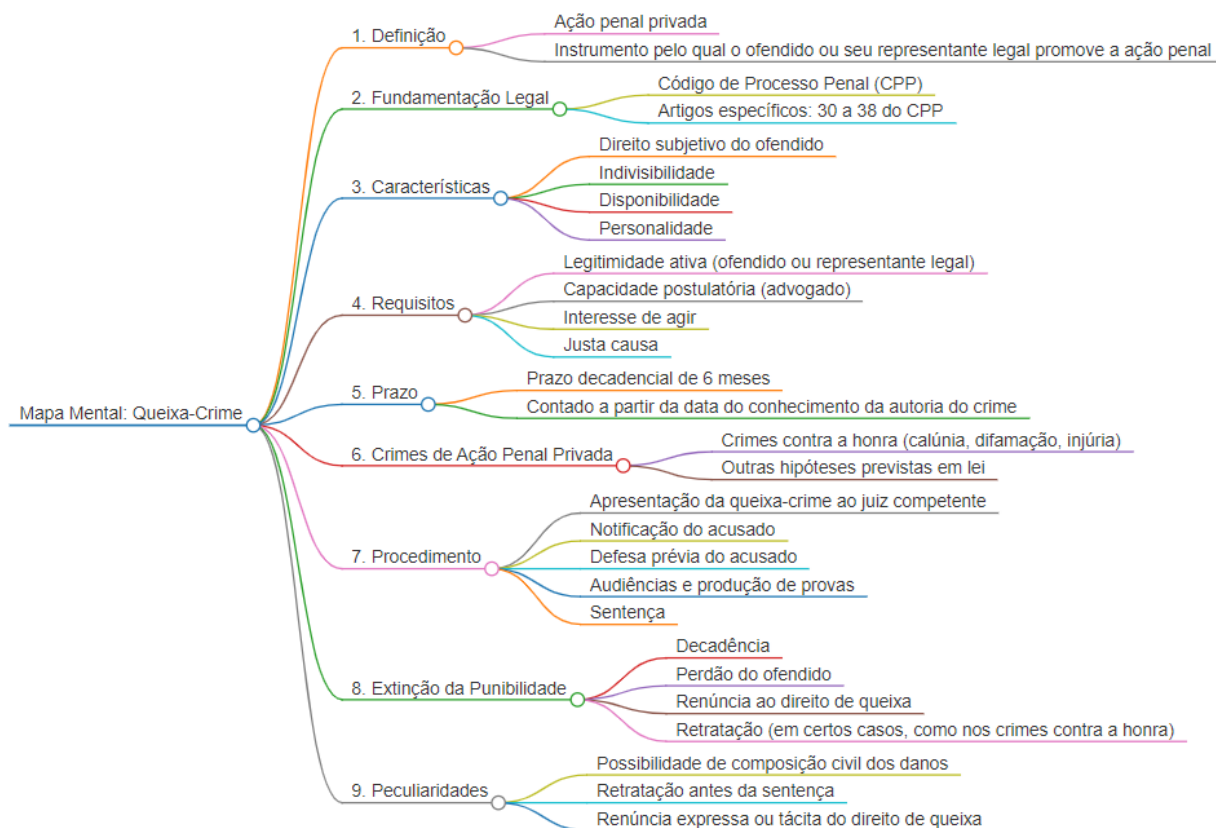 Mapa Mental: Queixa-Crime
1. Definição
Ação penal privada
Instrumento pelo qual o ofendido ou seu representante legal promove a ação penal
2. Fundamentação Legal
Código de Processo Penal (CPP)
Artigos específicos: 30 a 38 do CPP
3. Características
Direito subjetivo do ofendido
Indivisibilidade
Disponibilidade
Personalidade
4. Requisitos
Legitimidade ativa (ofendido ou representante legal)
Capacidade postulatória (advogado)
Interesse de agir
Justa causa
5. Prazo
Prazo decadencial de 6 meses
Contado a partir da data do conhecimento da autoria do crime
6. Crimes de Ação Penal Privada
Crimes contra a honra (calúnia, difamação, injúria)
Outras hipóteses previstas em lei
7. Procedimento
Apresentação da queixa-crime ao juiz competente
Notificação do acusado
Defesa prévia do acusado
Audiências e produção de provas
Sentença
8. Extinção da Punibilidade
Decadência
Perdão do ofendido
Renúncia ao direito de queixa
Retratação (em certos casos, como nos crimes contra a honra)
9. Peculiaridades
Possibilidade de composição civil dos danos
Retratação antes da sentença
Renúncia expressa ou tácita do direito de queixa